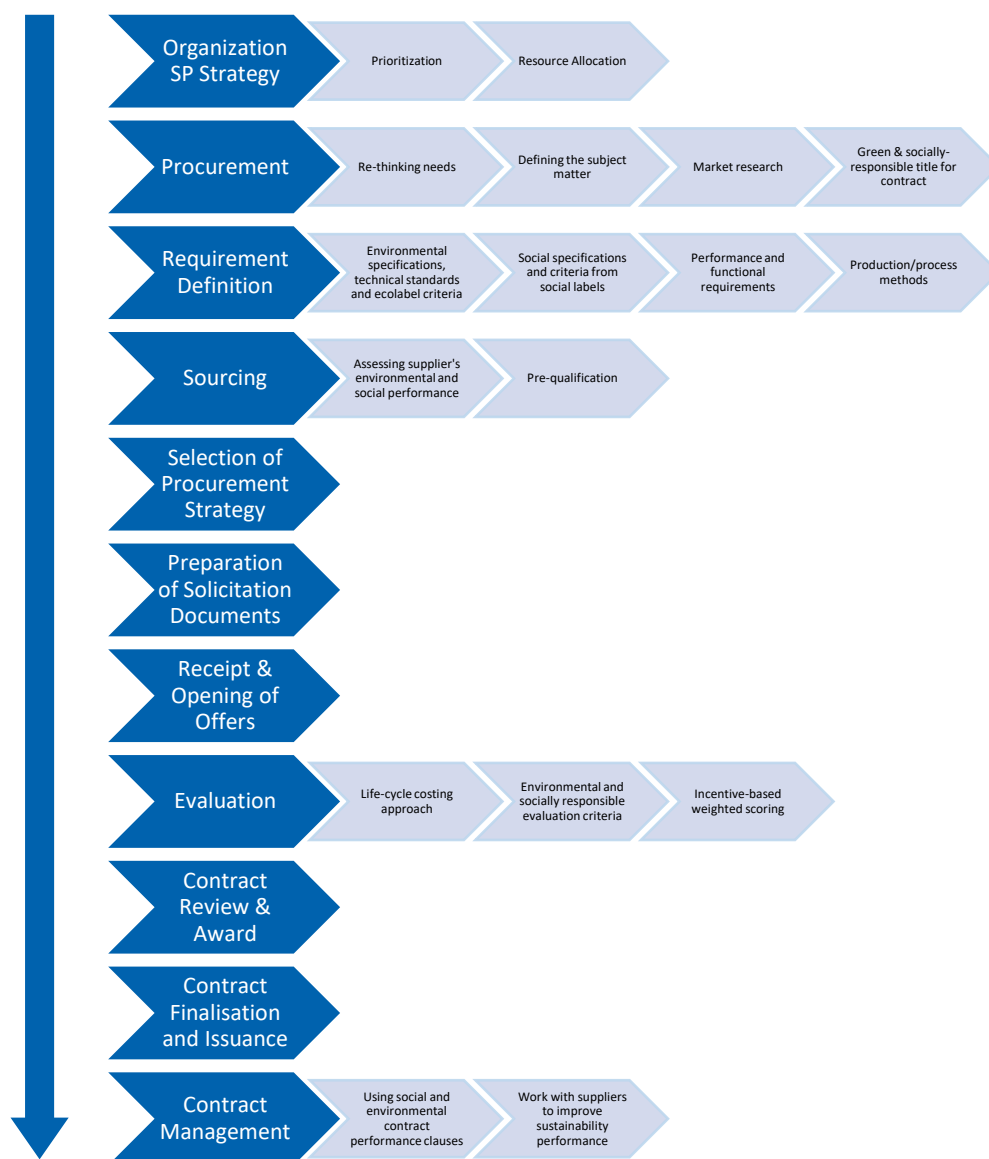 Organization
SP Strategy
Prioritization
Resource Allocation
Procurement
Re-thinking needs
Defining the subject
matter
Market research
Green & socially-
responsible title for
contract
Requirement
Definition
Environmental
specifications,
technical standards
and ecolabel criteria
Social specifications
and criteria from
social labels
Performance and
functional
requirements
Production/process
methods
Sourcing
Assessing supplier's
environmental and
social performance
Pre-qualification
Selection of
Procurement
Strategy
Preparation
of Solicitation
Documents
Receipt &
Opening of
Offers
Evaluation
Life-cycle costing
approach
Environmental and
socially responsible
evaluation criteria
Incentive-based
weighted scoring
Contract
Review &
Award
Contract
Finalisation
and Issuance
Contract
Management
Using social and
environmental
contract
performance clauses
Work with suppliers
to improve
sustainability
performance